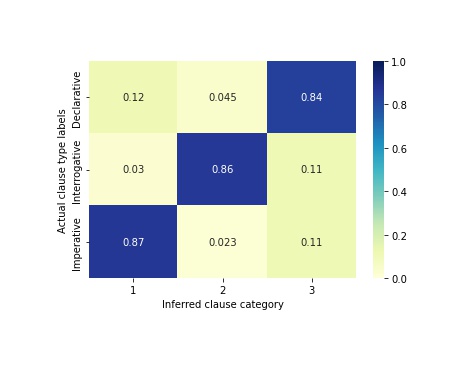 1.0
Declarative 0.12 0.045 0.84
0.8
Interrogative 0.03 0.86 0.11
0.6
0.4
Imperative 0.87 0.023 0.11
0.2
0.0
1 2 3
Inferred clause category
Actual clause type labels